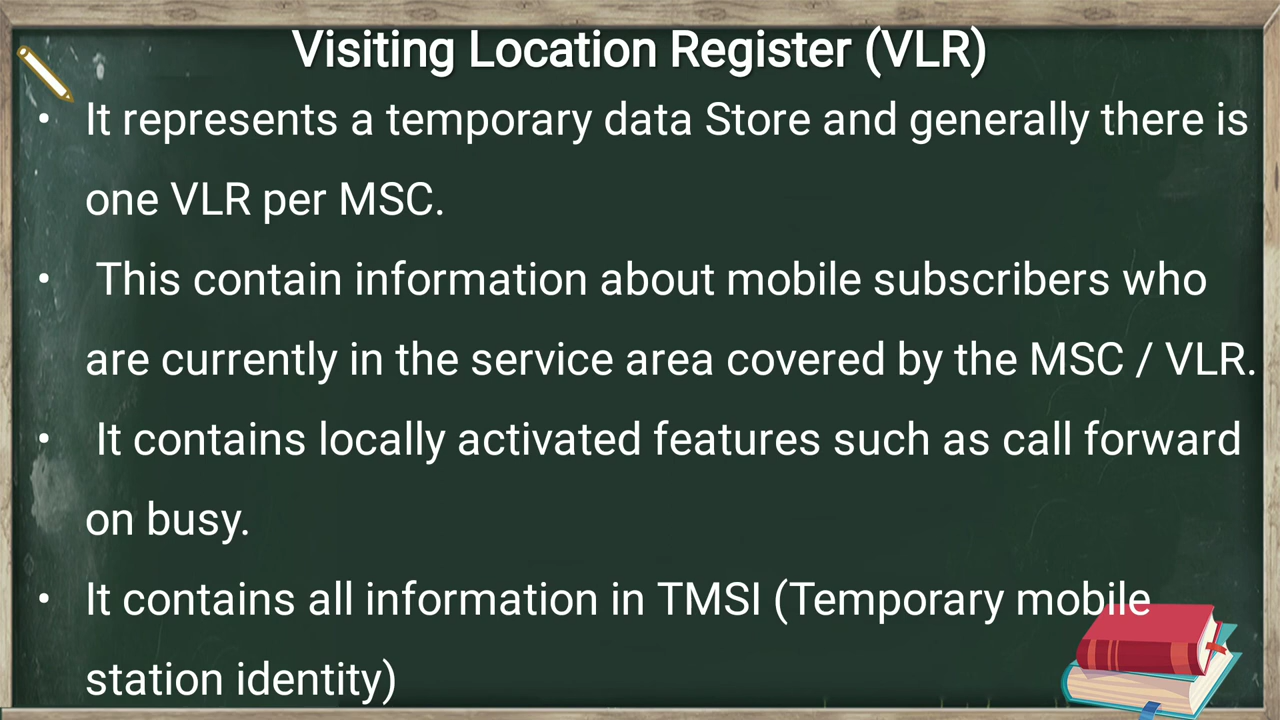 Visiting Location Register (VLR)
• It represents a temporary data Store and generally there is
one VLR per MSC.
• This contain information about mobile subscribers who
are currently in the service area covered by the MSC / VLR.
• It contains locally activated features such as call forward
on busy.
• It contains all information in TMSI (Temporary mobile
station identity)